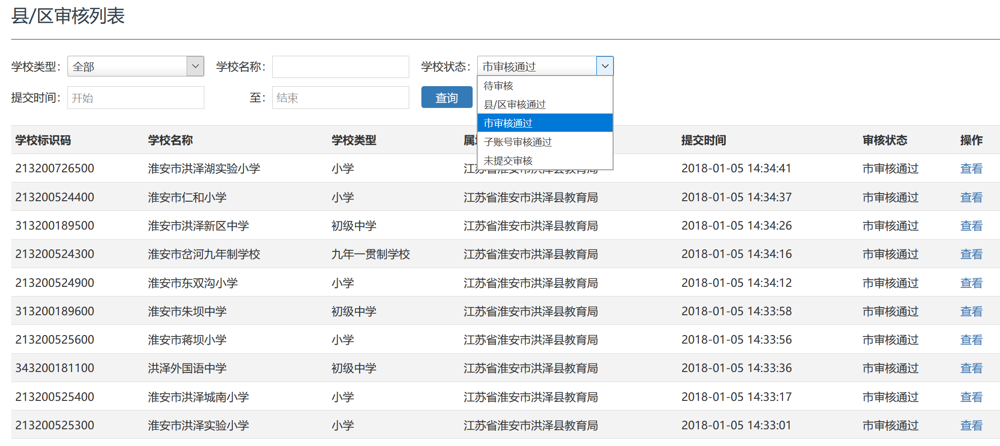 县/区审核列表
学校类型： 全部 学校名称： 学校状态： 市审核通过
待审核
县/区审核通过
市审核通过
子账号审核通过
未提交审核
提交时间： 开始 至： 结束 查询
学校标识码 学校名称 学校类型 属 提交时间 审核状态 操作
213200726500 淮安市洪泽湖实验小学 小学 江苏省淮安市洪泽县教育局 2018-01-05 14:34:41 市审核通过 查看
213200524400 淮安市仁和小学 小学 江苏省淮安市洪泽县教育局 2018-01-05 14:34:37 市审核通过 查看
313200189500 淮安市洪泽新区中学 初级中学 江苏省淮安市洪泽县教育局 2018-01-05 14:34:26 市审核通过 查看
213200524300 淮安市岔河九年制学校 九年一贯制学校 江苏省淮安市洪泽县教育局 2018-01-05 14:34:16 市审核通过 查看
213200524900 淮安市东双沟小学 小学 江苏省淮安市洪泽县教育局 2018-01-05 14:34:12 市审核通过 查看
313200189600 淮安市朱坝中学 初级中学 江苏省淮安市洪泽县教育局 2018-01-05 14:33:58 市审核通过 查看
213200525600 淮安市蒋坝小学 小学 江苏省淮安市洪泽县教育局 2018-01-05 14:33:56 市审核通过 查看
343200181100 洪泽外国语中学 初级中学 江苏省淮安市洪泽县教育局 2018-01-05 14:33:36 市审核通过 查看
213200525400 淮安市洪泽城南小学 小学 江苏省淮安市洪泽县教育局 2018-01-05 14:33:17 市审核通过 查看
213200525300 淮安市洪泽实验小学 小学 江苏省淮安市洪泽县教育局 2018-01-05 14:33:01 市审核通过 查看